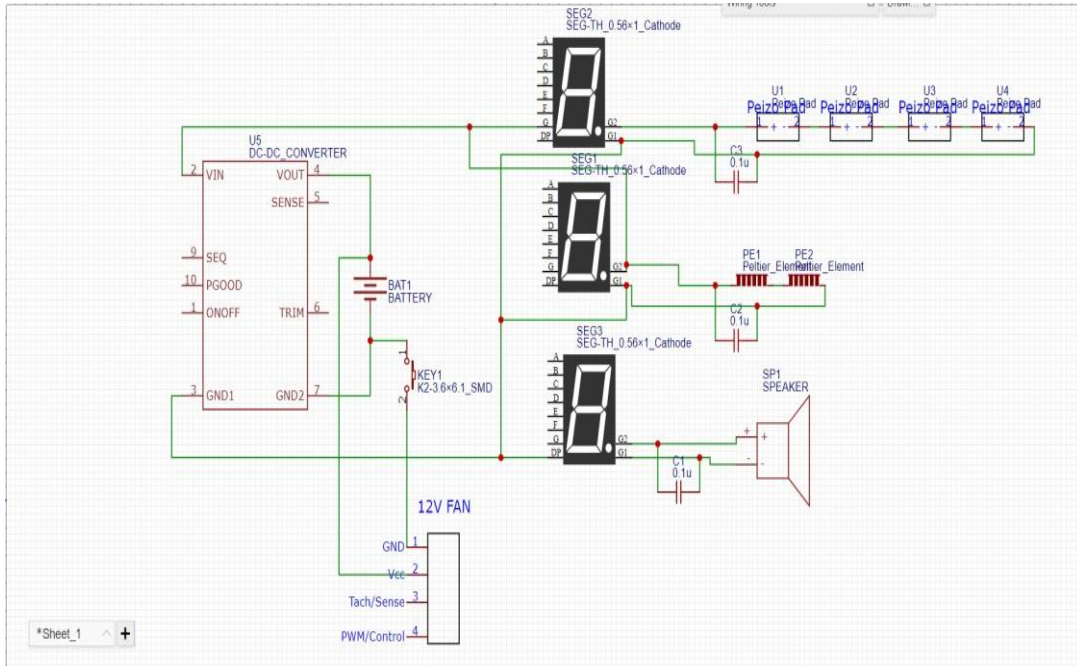 Wiring Tools
SEG2
SEG-TH_0.56×1_Cathode
A
B
C
D
E
F
G
DP
G2
G1
U1
Peizo Pad
1 + - 2
U2
Peizo Pad
1 + - 2
U3
Peizo Pad
1 + - 2
U4
Peizo Pad
1 + - 2
C3
0.1u
U5
DC-DC_CONVERTER
2 VIN
VOUT 4
SENSE 5
9 SEQ
10 PGOOD
1 ONOFF
TRIM 6
3 GND1
GND2 7
BAT1
BATTERY
KEY1
K2-3.6×6.1_SMD
1
2
SEG1
SEG-TH_0.56×1_Cathode
A
B
C
D
E
F
G
DP
G2
G1
PE1
Peltier_Element
PE2
Peltier_Element
C2
0.1u
SEG3
SEG-TH_0.56×1_Cathode
A
B
C
D
E
F
G
DP
G2
G1
SP1
SPEAKER
+ +
- -
C1
0.1u
12V FAN
GND 1
Vcc 2
Tach/Sense 3
PWM/Control 4
*Sheet_1
+